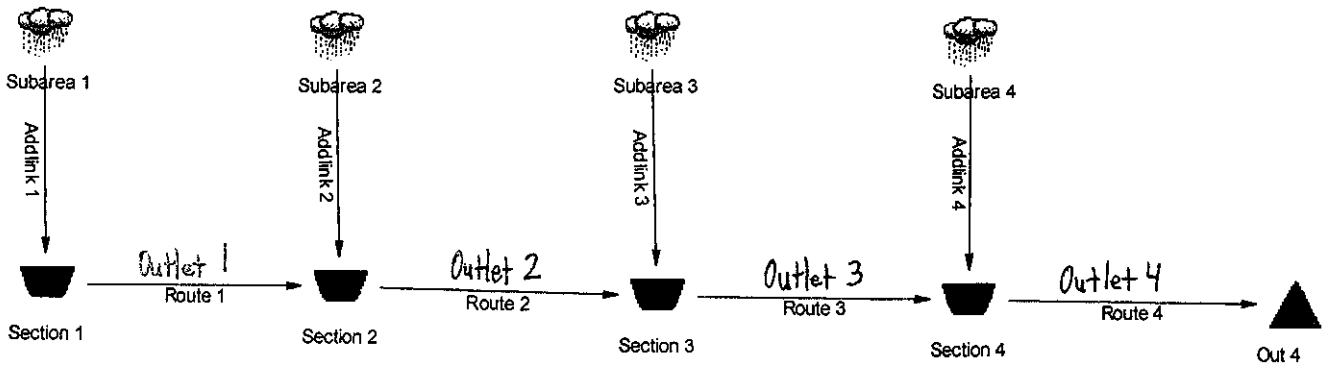 Subarea 1
Subarea 2
Subarea 3
Subarea 4
Addlink 1
Addlink 2
Addlink 3
Addlink 4
Outlet 1
Outlet 2
Outlet 3
Outlet 4
Route 1
Route 2
Route 3
Route 4
Section 1
Section 2
Section 3
Section 4
Out 4